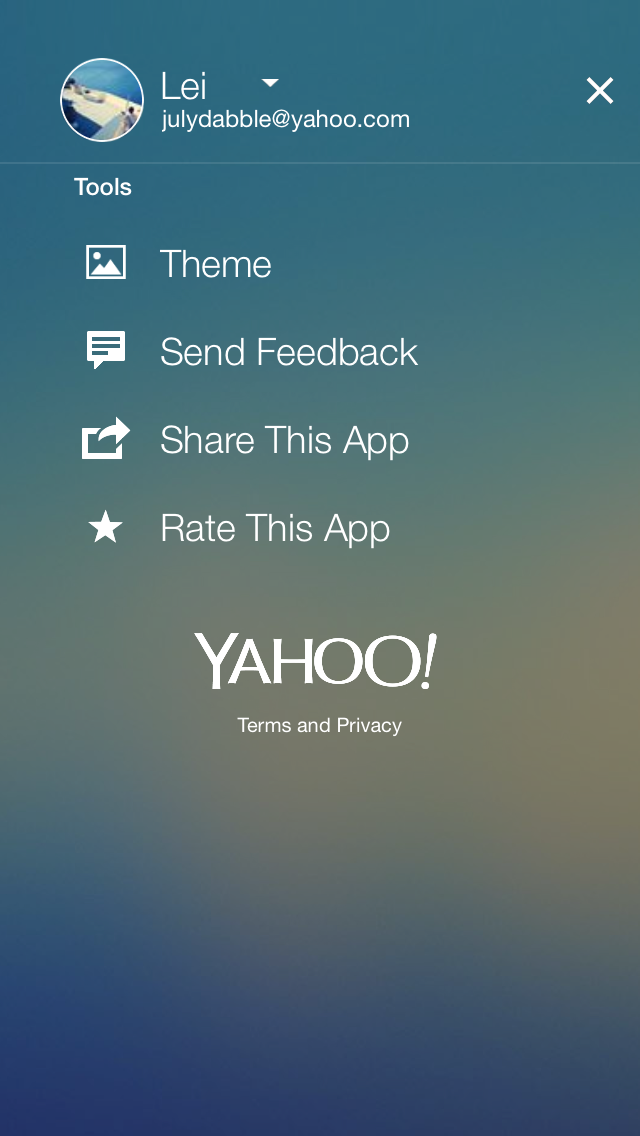 Lei
julydabble@yahoo.com
Tools
Theme
Send Feedback
Share This App
Rate This App
YAHOO!
Terms and Privacy